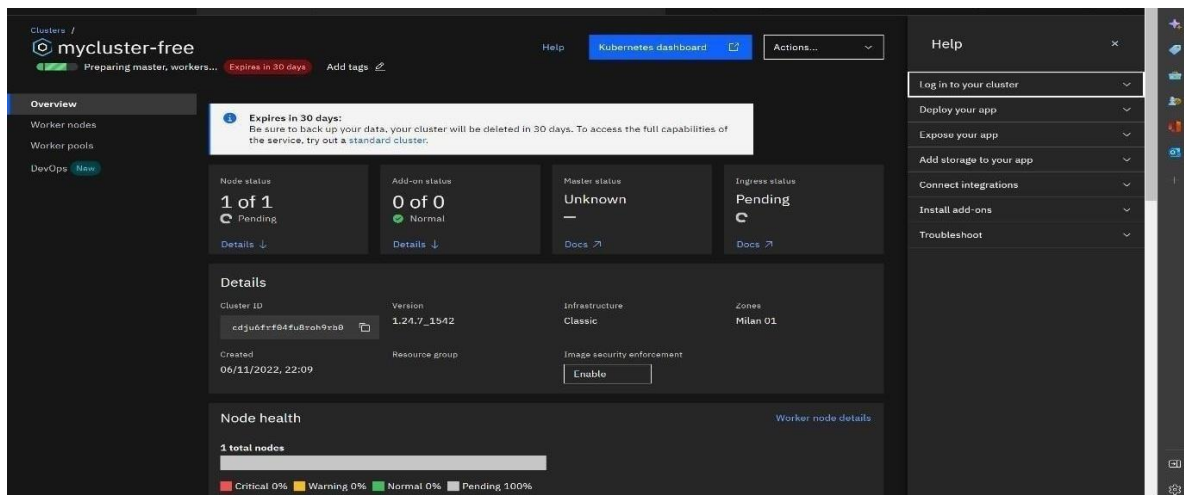 Clusters /
mycluster-free
Help
Kubernetes dashboard
Actions...
Preparing master, workers...
Expires in 30 days
Add tags
Overview
Worker nodes
Worker pools
DevOps New
Expires in 30 days:
Be sure to back up your data, your cluster will be deleted in 30 days. To access the full capabilities of
the service, try out a standard cluster.
Node status
1 of 1
Pending
Details ↓
Add-on status
0 of 0
Normal
Details ↓
Master status
Unknown
—
Docs ↗
Ingress status
Pending
Docs ↗
Details
Cluster ID
cdju6frf04fu8roh9rb0
Version
1.24.7_1542
Infrastructure
Classic
Zones
Milan 01
Created
06/11/2022, 22:09
Resource group
Image security enforcement
Enable
Node health
Worker node details
1 total nodes
Critical 0% Warning 0% Normal 0% Pending 100%
Help
Log in to your cluster
Deploy your app
Expose your app
Add storage to your app
Connect integrations
Install add-ons
Troubleshoot